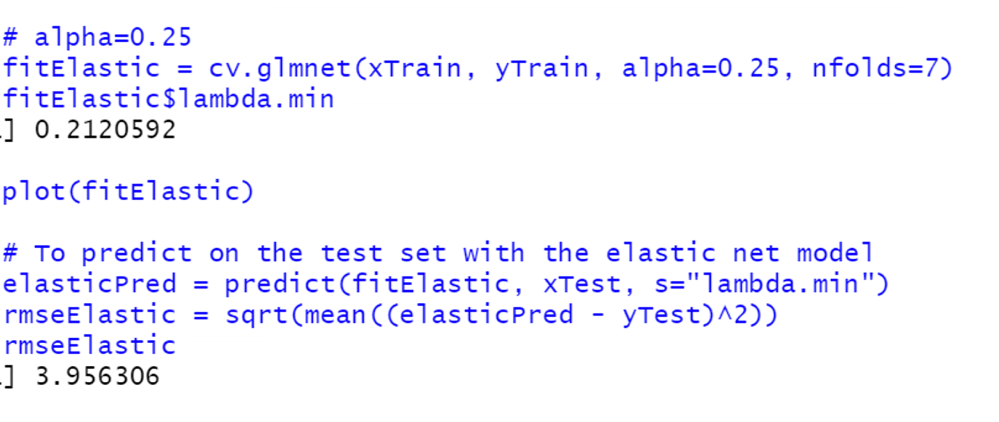 # alpha=0.25
fitElastic = cv.glmnet(xTrain, yTrain, alpha=0.25, nfolds=7)
fitElastic$lambda.min
] 0.2120592
plot(fitElastic)
# To predict on the test set with the elastic net model
elasticPred = predict(fitElastic, xTest, s="lambda.min")
rmseElastic = sqrt(mean((elasticPred - yTest)^2))
rmseElastic
] 3.956306